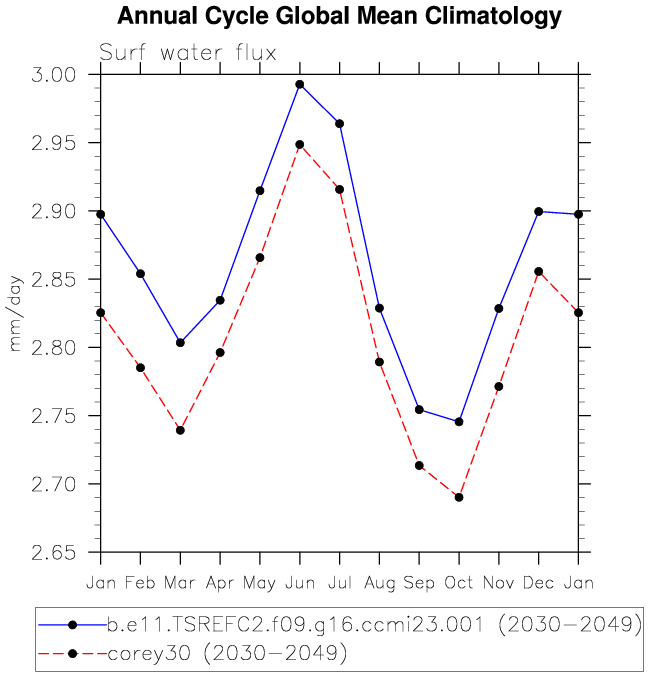 Annual Cycle Global Mean Climatology
Surf water flux
3.00
2.95
2.90
2.85
2.80
2.75
2.70
2.65
mm/day
Jan Feb Mar Apr May Jun Jul Aug Sep Oct Nov Dec Jan
b.e11.TSREFC2.f09.g16.ccmi23.001 (2030-2049)
corey30 (2030-2049)